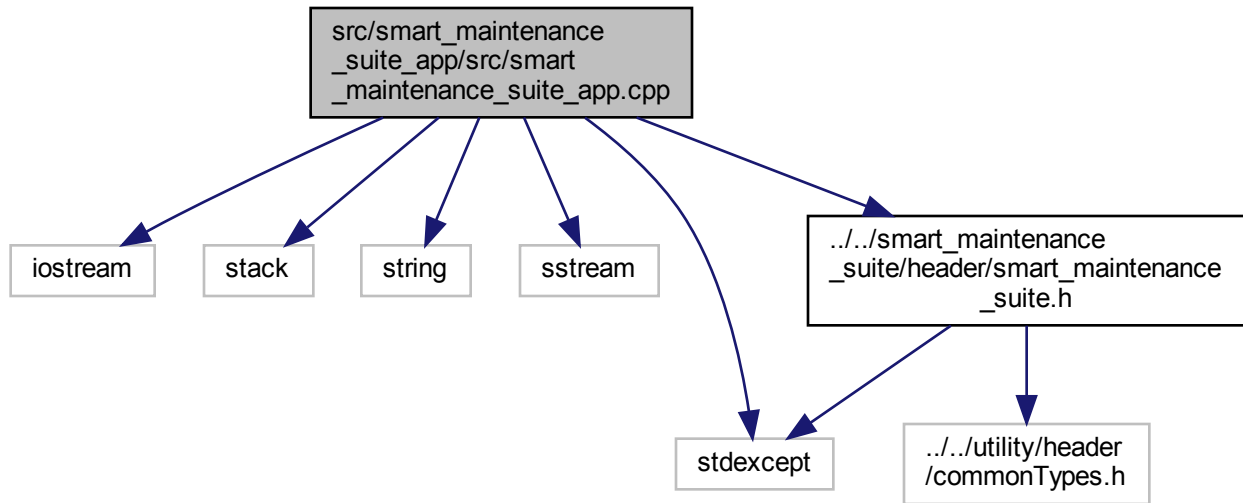 src/smart_maintenance
_suite_app/src/smart
_maintenance_suite_app.cpp
iostream
stack
string
sstream
../../smart_maintenance
_suite/header/smart_maintenance
_suite.h
stdexcept
../../utility/header
/commonTypes.h